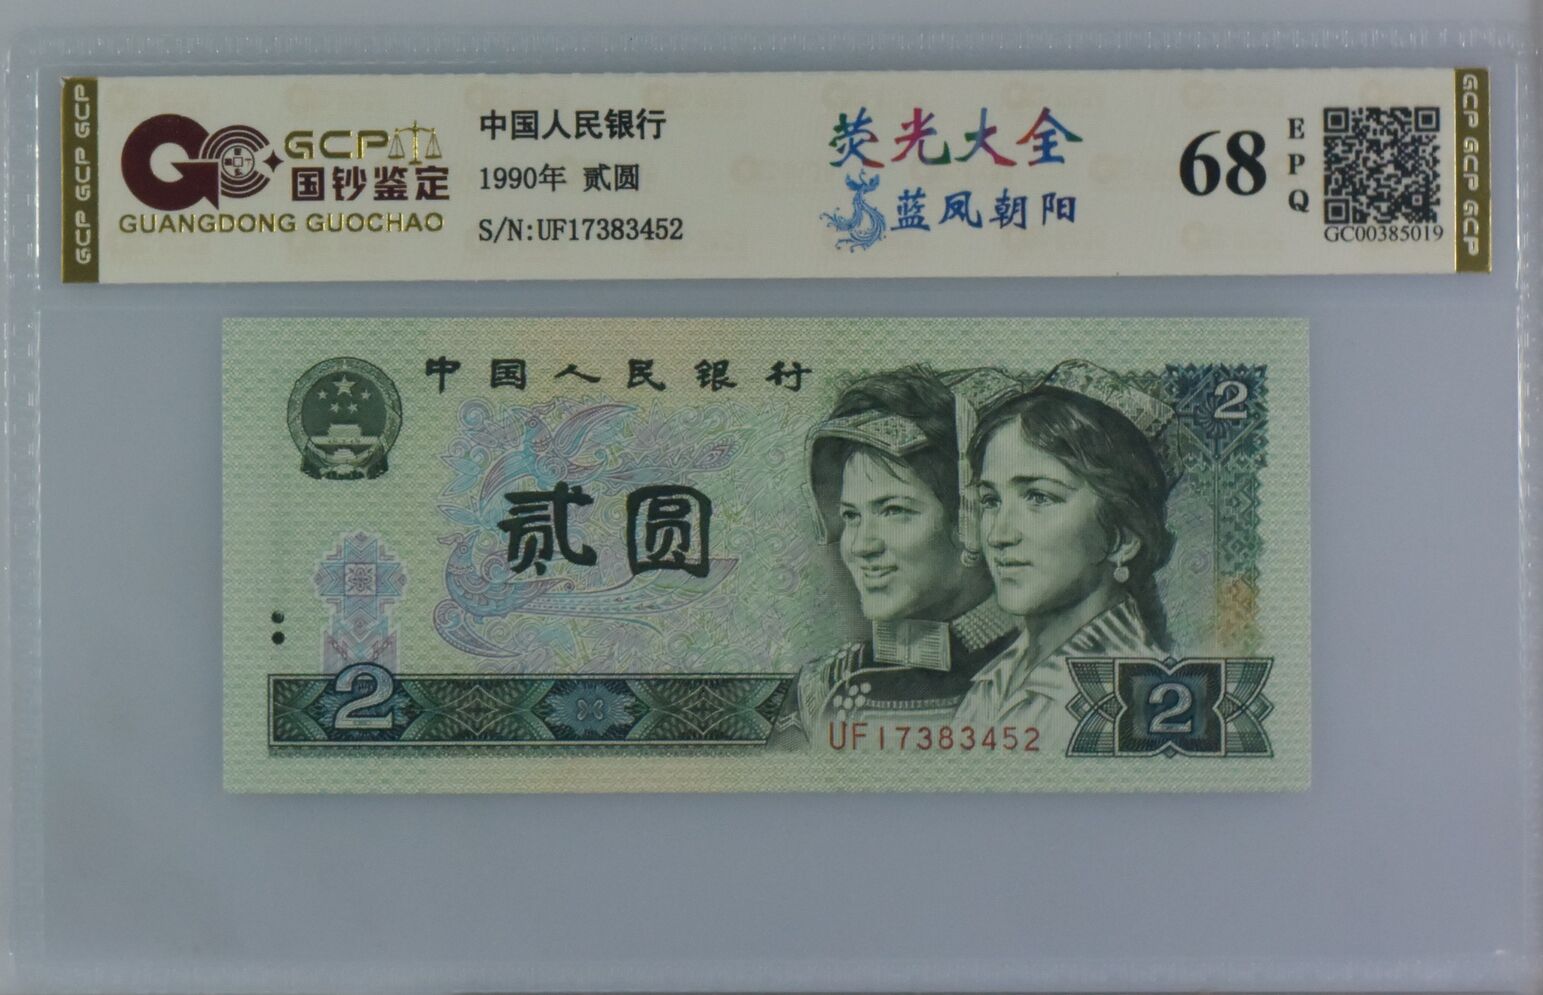 GCP GCP GCP
GCP
国钞鉴定
GUANGDONG GUOCHAO
中国人民银行
1990年 贰圆
S/N:UF17383452
荧光大全
蓝凤朝阳
68
EPQ
GC00385019
GCP GCP GCP
中国人民银行
2
贰圆
2
2
UF17383452